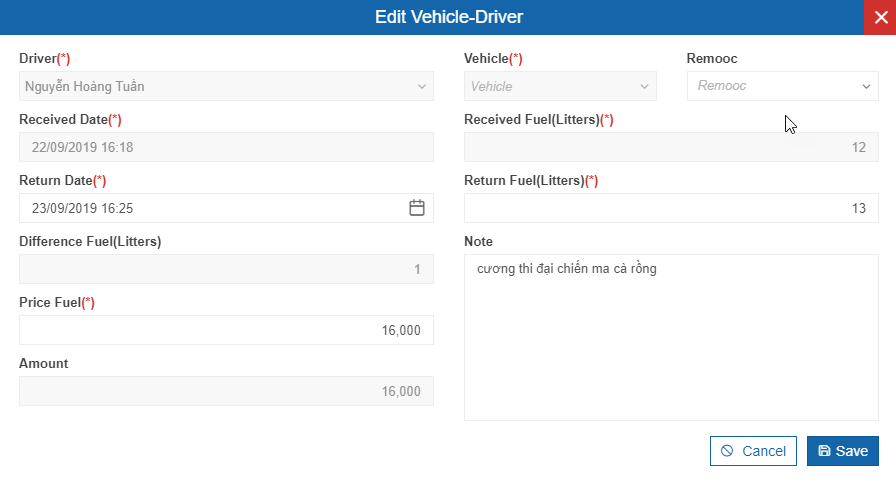 Edit Vehicle-Driver
Driver(*)
Nguyễn Hoàng Tuân
Vehicle(*)
Vehicle
Remooc
Remooc
Received Date(*)
22/09/2019 16:18
Received Fuel(Litters)(*)
12
Return Date(*)
23/09/2019 16:25
Return Fuel(Litters)(*)
13
Difference Fuel(Litters)
1
Note
cương thi đại chiến ma cà rồng
Price Fuel(*)
16,000
Amount
16,000
Cancel
Save